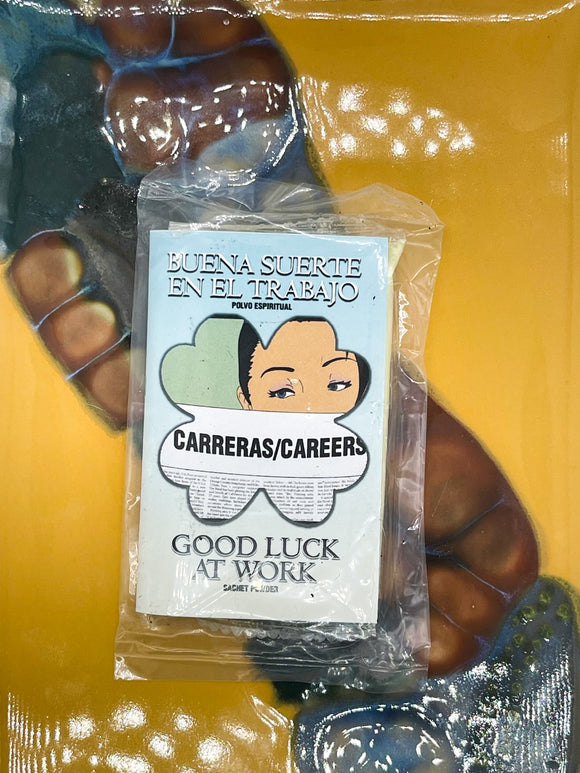 BUENA SUERTE
EN EL TRABAJO
POLVO ESPIRITUAL
CARRERAS/CAREERS
GOOD LUCK
AT WORK
SACHET POWDER